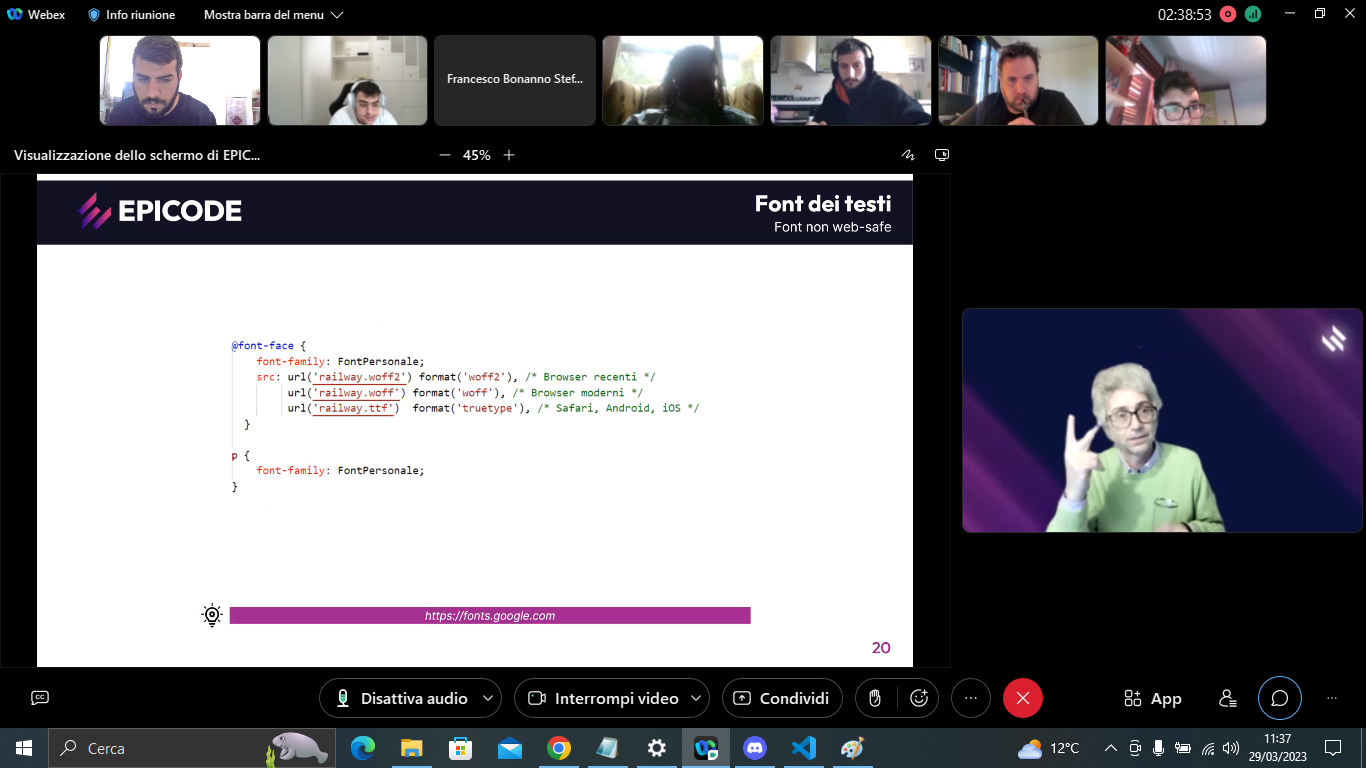 Webex
Info riunione
Mostra barra del menu
02:38:53
Francesco Bonanno Stef...
Visualizzazione dello schermo di EPIC...
45%
EPICODE
Font dei testi
Font non web-safe
@font-face {
font-family: FontPersonale;
src: url('railway.woff2') format('woff2'), /* Browser recenti */
url('railway.woff') format('woff'), /* Browser moderni */
url('railway.ttf') format('truetype'), /* Safari, Android, iOS */
}
p {
font-family: FontPersonale;
}
https://fonts.google.com
20
CC
Disattiva audio
Interrompi video
Condividi
App
Cerca
12°C
11:37
29/03/2023